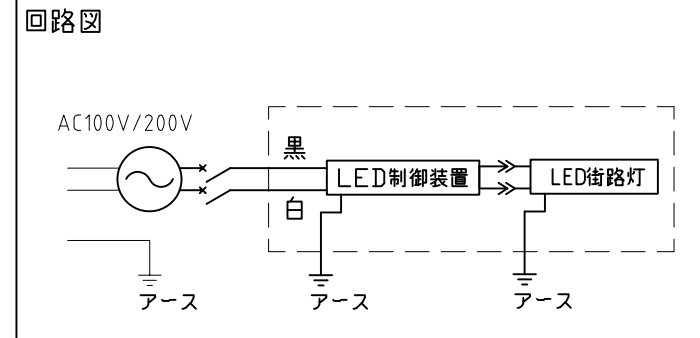 回路図
AC100V/200V
黒
LED制御装置
LED街路灯
白
アース
アース
アース